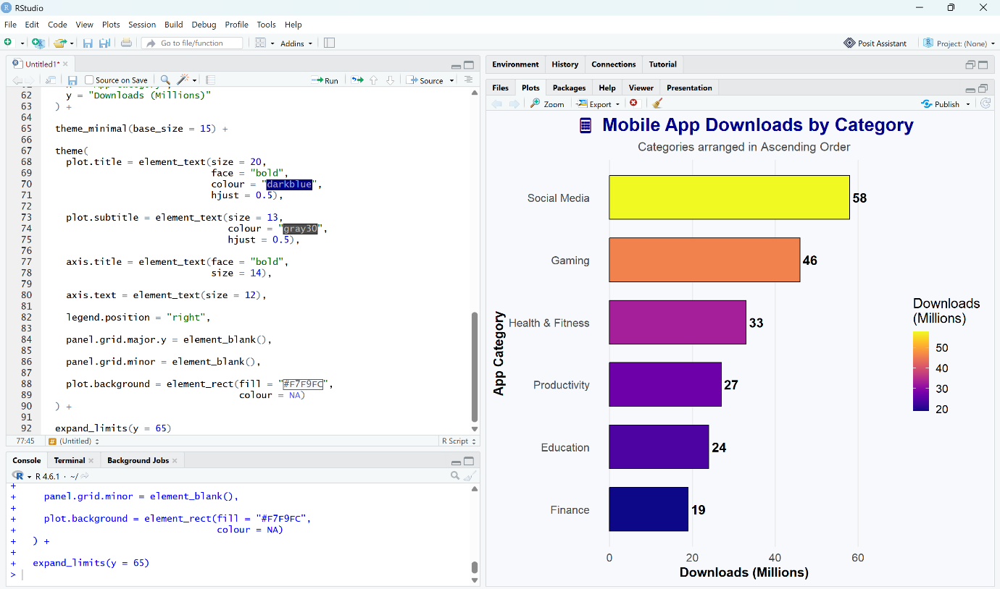 RStudio
File Edit Code View Plots Session Build Debug Profile Tools Help
Go to file/function Addins Posit Assistant Project: (None)
Untitled1*
Source on Save Run Source
62 y = "Downloads (Millions)"
63 ) +
64
65 theme_minimal(base_size = 15) +
66
67 theme(
68 plot.title = element_text(size = 20,
69 face = "bold",
70 colour = "darkblue",
71 hjust = 0.5),
72
73 plot.subtitle = element_text(size = 13,
74 colour = "gray30",
75 hjust = 0.5),
76
77 axis.title = element_text(face = "bold",
78 size = 14),
79
80 axis.text = element_text(size = 12),
81
82 legend.position = "right",
83
84 panel.grid.major.y = element_blank(),
85
86 panel.grid.minor = element_blank(),
87
88 plot.background = element_rect(fill = "#F7F9FC",
89 colour = NA)
90 ) +
91
92 expand_limits(y = 65)
77:45 (Untitled) R Script
Console Terminal Background Jobs
R 4.6.1 · ~/
+
+ panel.grid.minor = element_blank(),
+
+ plot.background = element_rect(fill = "#F7F9FC",
+ colour = NA)
+ ) +
+
+ expand_limits(y = 65)
>
Environment History Connections Tutorial
Files Plots Packages Help Viewer Presentation
Zoom Export Publish
Mobile App Downloads by Category
Categories arranged in Ascending Order
App Category
Social Media 58
Gaming 46
Health & Fitness 33
Productivity 27
Education 24
Finance 19
0 20 40 60
Downloads (Millions)
Downloads
(Millions)
50
40
30
20